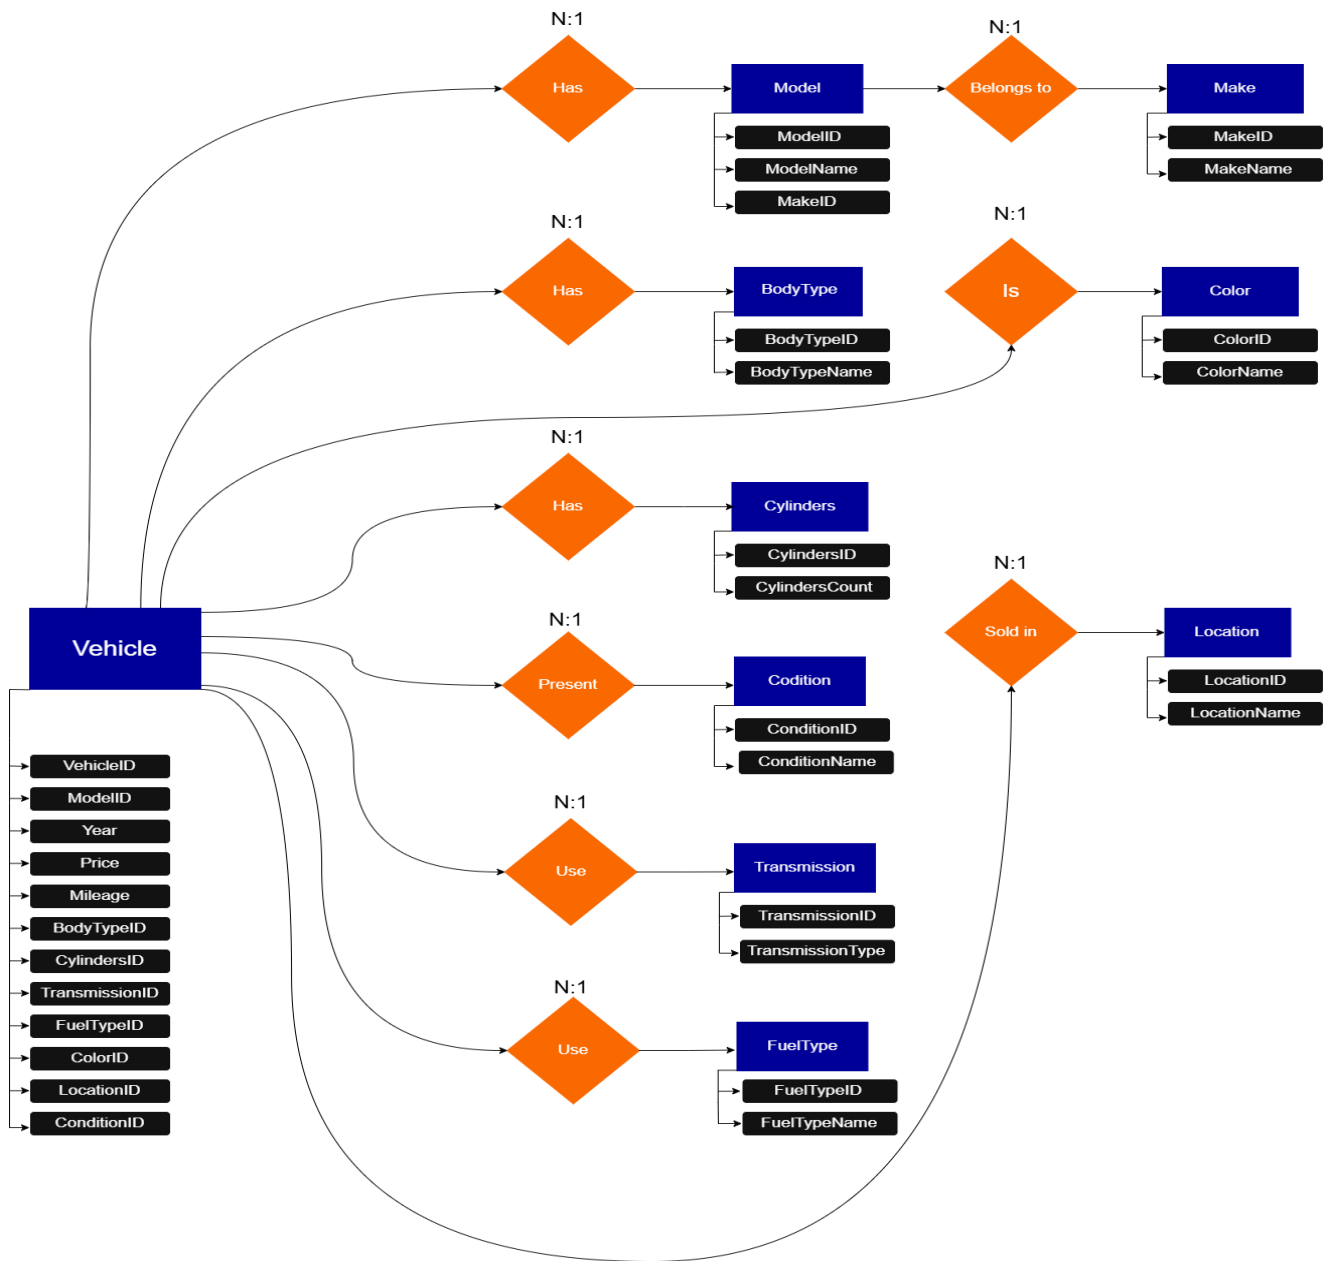 N:1
Has
Model
ModelID
ModelName
MakeID
N:1
Belongs to
Make
MakeID
MakeName
N:1
Has
BodyType
BodyTypeID
BodyTypeName
N:1
Is
Color
ColorID
ColorName
N:1
Has
Cylinders
CylindersID
CylindersCount
N:1
Sold in
Location
LocationID
LocationName
Vehicle
VehicleID
ModelID
Year
Price
Mileage
BodyTypeID
CylindersID
TransmissionID
FuelTypeID
ColorID
LocationID
ConditionID
N:1
Present
Codition
ConditionID
ConditionName
N:1
Use
Transmission
TransmissionID
TransmissionType
N:1
Use
FuelType
FuelTypeID
FuelTypeName